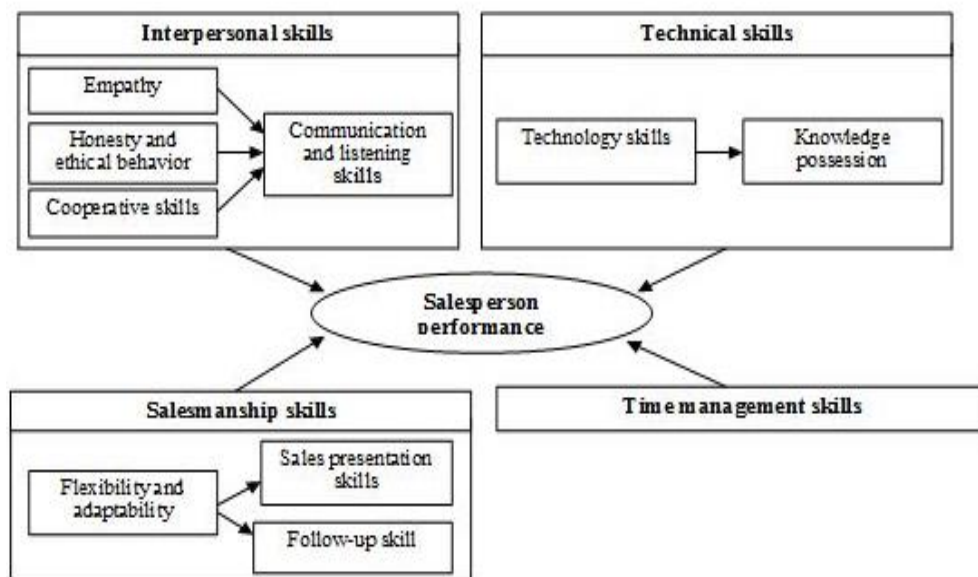 Interpersonal skills
Empathy
Honesty and
ethical behavior
Cooperative skills
Communication
and listening
skills
Technical skills
Technology skills
Knowledge
possession
Salesperson
performance
Salesmanship skills
Flexibility and
adaptability
Sales presentation
skills
Follow-up skill
Time management skills